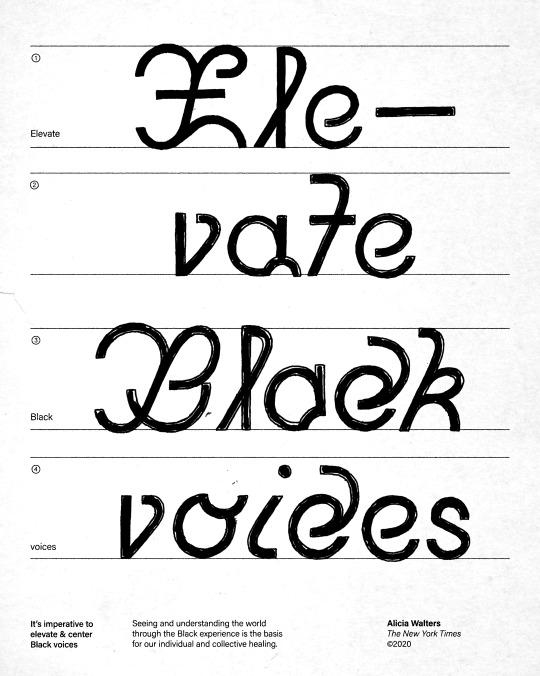 ①
Ele–
Elevate
②
vate
③
Black
Black
④
voices
voices
It's imperative to
elevate & center
Black voices
Seeing and understanding the world
through the Black experience is the basis
for our individual and collective healing.
Alicia Walters
The New York Times
©2020